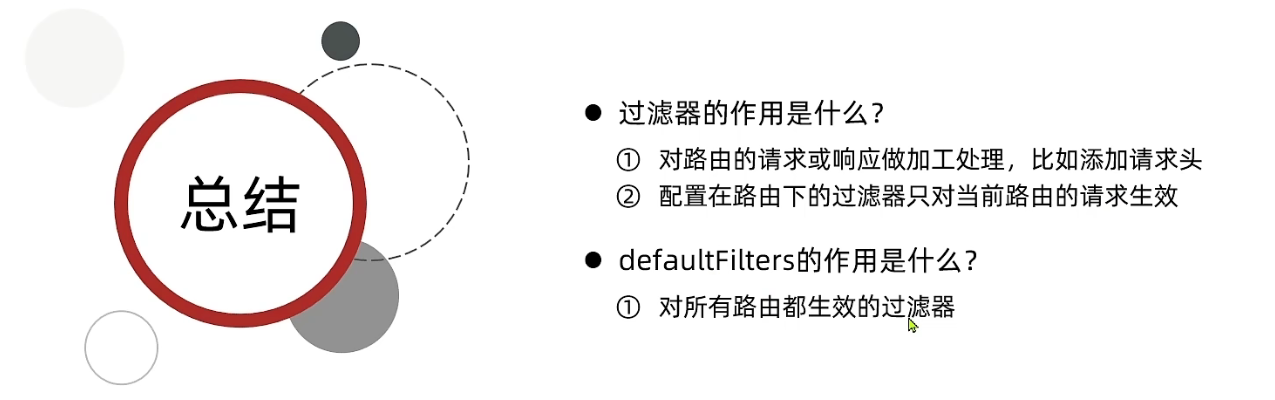 总结
● 过滤器的作用是什么？
① 对路由的请求或响应做加工处理，比如添加请求头
② 配置在路由下的过滤器只对当前路由的请求生效
● defaultFilters的作用是什么？
① 对所有路由都生效的过滤器